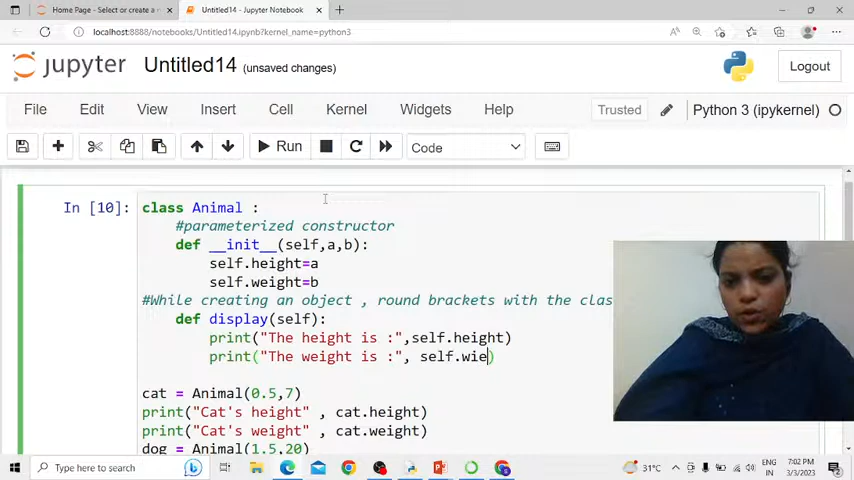 Home Page - Select or create a
Untitled14 - Jupyter Notebook
localhost:8888/notebooks/Untitled14.ipynb?kernel_name=python3
jupyter Untitled14 (unsaved changes) Logout
File Edit View Insert Cell Kernel Widgets Help Trusted Python 3 (ipykernel)
Run Code
In [10]: class Animal :
#parameterized constructor
def __init__(self,a,b):
self.height=a
self.weight=b
#While creating an object , round brackets with the clas
def display(self):
print("The height is :",self.height)
print("The weight is :", self.wie)
cat = Animal(0.5,7)
print("Cat's height" , cat.height)
print("Cat's weight" , cat.weight)
dog = Animal(1.5,20)
Type here to search
31°C ENG IN 7:02 PM 3/3/2023